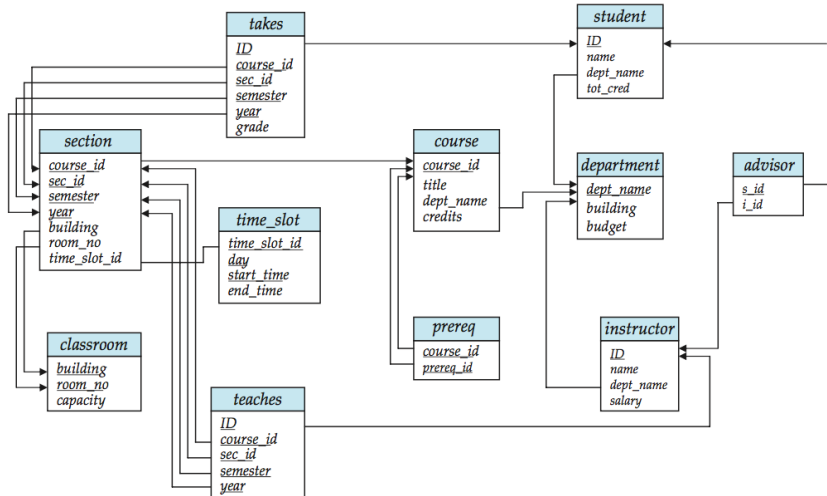 takes
ID
course_id
sec_id
semester
year
grade
student
ID
name
dept_name
tot_cred
section
course_id
sec_id
semester
year
building
room_no
time_slot_id
course
course_id
title
dept_name
credits
department
dept_name
building
budget
advisor
s_id
i_id
time_slot
time_slot_id
day
start_time
end_time
prereq
course_id
prereq_id
instructor
ID
name
dept_name
salary
classroom
building
room_no
capacity
teaches
ID
course_id
sec_id
semester
year